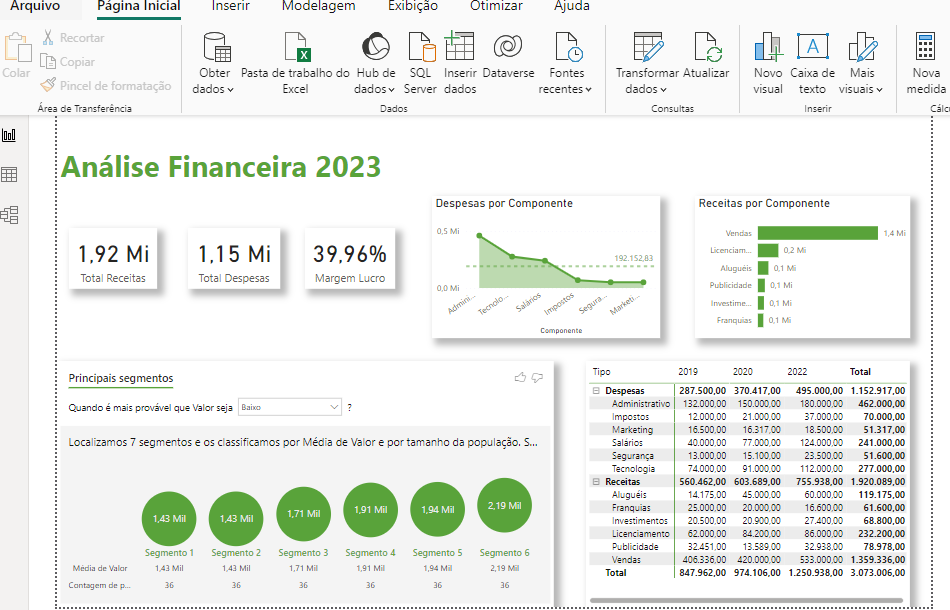 Arquivo Página Inicial Inserir Modelagem Exibição Otimizar Ajuda
Colar
Recortar
Copiar
Pincel de formatação
Área de Transferência
Obter dados
Pasta de trabalho do Excel
Hub de dados
SQL Server
Inserir dados
Dataverse
Fontes recentes
Dados
Transformar dados
Atualizar
Consultas
Novo visual
Caixa de texto
Mais visuais
Inserir
Nova medida
Cálc
Análise Financeira 2023
1,92 Mi
Total Receitas
1,15 Mi
Total Despesas
39,96%
Margem Lucro
Despesas por Componente
0,5 Mi
192.152,83
0,0 Mi
Admini... Tecnolo... Salários Impostos Segura... Marketi...
Componente
Receitas por Componente
Vendas 1,4 Mi
Licenciam... 0,2 Mi
Aluguéis 0,1 Mi
Publicidade 0,1 Mi
Investime... 0,1 Mi
Franquias 0,1 Mi
Principais segmentos
Quando é mais provável que Valor seja Baixo ?
Localizamos 7 segmentos e os classificamos por Média de Valor e por tamanho da população. S...
1,43 Mil 1,43 Mil 1,71 Mil 1,91 Mil 1,94 Mil 2,19 Mil
Segmento 1 Segmento 2 Segmento 3 Segmento 4 Segmento 5 Segmento 6
Média de Valor 1,43 Mil 1,43 Mil 1,71 Mil 1,91 Mil 1,94 Mil 2,19 Mil
Contagem de p... 36 36 36 36 36 36
Tipo 2019 2020 2022 Total
Despesas 287.500,00 370.417,00 495.000,00 1.152.917,00
Administrativo 132.000,00 150.000,00 180.000,00 462.000,00
Impostos 12.000,00 21.000,00 37.000,00 70.000,00
Marketing 16.500,00 16.317,00 18.500,00 51.317,00
Salários 40.000,00 77.000,00 124.000,00 241.000,00
Segurança 13.000,00 15.100,00 23.500,00 51.600,00
Tecnologia 74.000,00 91.000,00 112.000,00 277.000,00
Receitas 560.462,00 603.689,00 755.938,00 1.920.089,00
Aluguéis 14.175,00 45.000,00 60.000,00 119.175,00
Franquias 25.000,00 20.000,00 16.600,00 61.600,00
Investimentos 20.500,00 20.900,00 27.400,00 68.800,00
Licenciamento 62.000,00 84.200,00 86.000,00 232.200,00
Publicidade 32.451,00 13.589,00 32.938,00 78.978,00
Vendas 406.336,00 420.000,00 533.000,00 1.359.336,00
Total 847.962,00 974.106,00 1.250.938,00 3.073.006,00